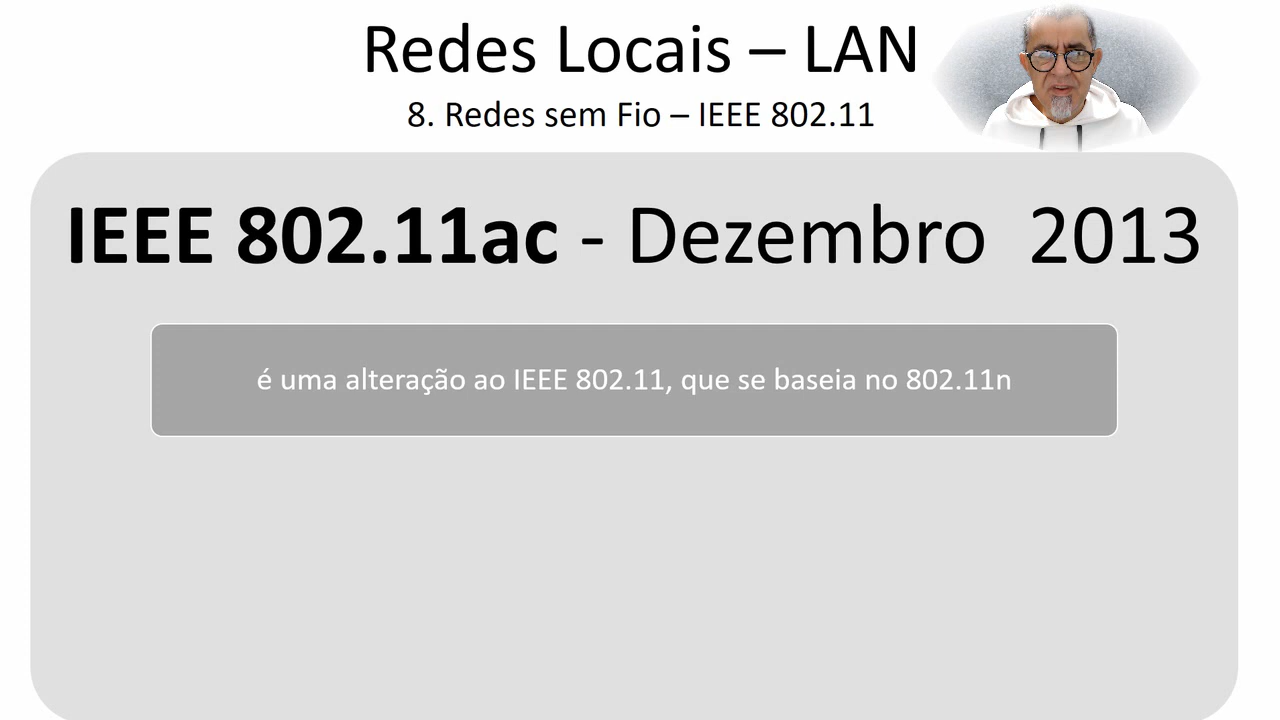 Redes Locais – LAN
8. Redes sem Fio – IEEE 802.11
IEEE 802.11ac - Dezembro 2013
é uma alteração ao IEEE 802.11, que se baseia no 802.11n